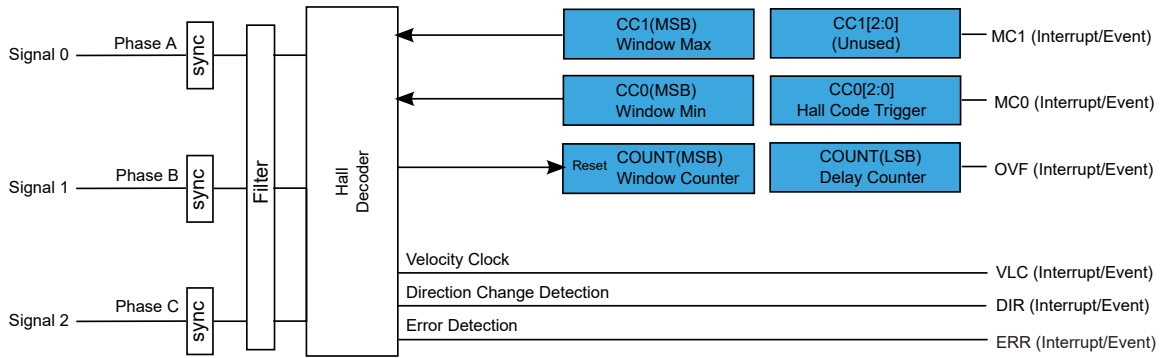 Signal 0
Phase A
sync
Signal 1
Phase B
sync
Signal 2
Phase C
sync
Filter
Hall
Decoder
CC1(MSB)
Window Max
CC1[2:0]
(Unused)
MC1 (Interrupt/Event)
CC0(MSB)
Window Min
CC0[2:0]
Hall Code Trigger
MC0 (Interrupt/Event)
Reset
COUNT(MSB)
Window Counter
COUNT(LSB)
Delay Counter
OVF (Interrupt/Event)
Velocity Clock
VLC (Interrupt/Event)
Direction Change Detection
DIR (Interrupt/Event)
Error Detection
ERR (Interrupt/Event)